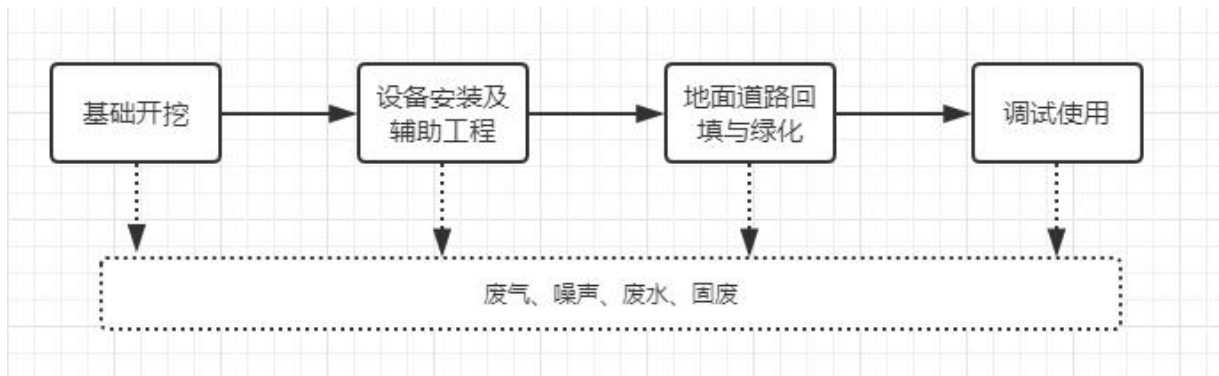 基础开挖
设备安装及
辅助工程
地面道路回
填与绿化
调试使用
废气、噪声、废水、固废